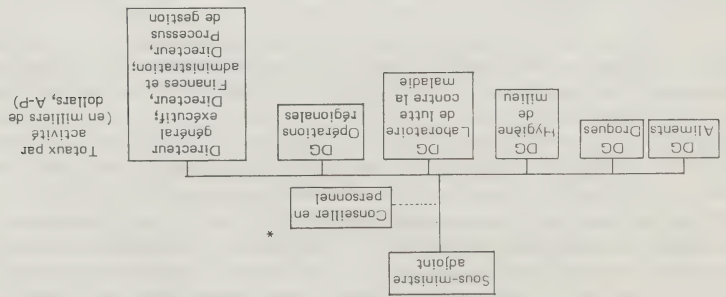 Sous-ministre
adjoint
*
Conseiller en
personnel
DG
Aliments
DG
Drogues
DG
Hygiène
de
milieu
DG
Laboratoire
de lutte
contre la
maladie
DG
Opérations
régionales
Directeur
général
exécutif;
Directeur,
Finances et
administration;
Directeur,
Processus
de gestion
Totaux par
activité
(en milliers de
dollars, A-P)